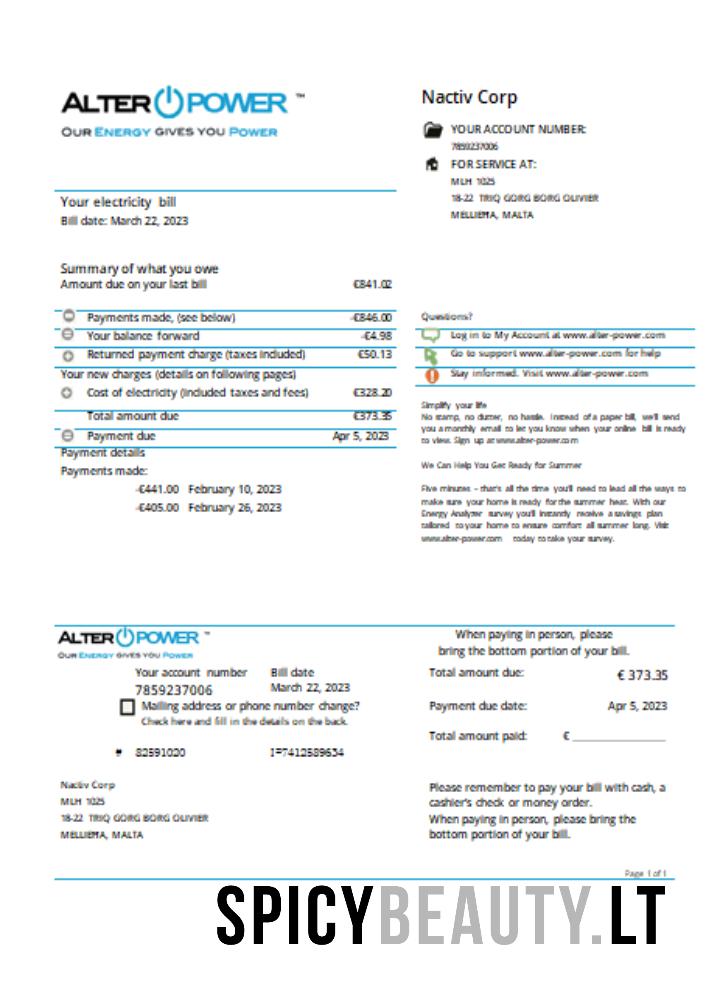 ALTER POWER ™
OUR ENERGY GIVES YOU POWER
Nactiv Corp
YOUR ACCOUNT NUMBER:
7859237006
FOR SERVICE AT:
MLH 1025
18-22 TRIQ GORG BORG OLIVIER
MELLIEĦA, MALTA
Your electricity bill
Bill date: March 22, 2023
Summary of what you owe
Amount due on your last bill €841.02
Payments made, (see below) -€846.00
Your balance forward -€4.98
Returned payment charge (taxes included) €50.13
Your new charges (details on following pages)
Cost of electricity (included taxes and fees) €328.20
Total amount due €373.35
Payment due Apr 5, 2023
Payment details
Payments made:
-€441.00 February 10, 2023
-€405.00 February 26, 2023
Questions?
Log in to My Account at www.alter-power.com
Go to support www.alter-power.com for help
Stay informed. Visit www.alter-power.com
Simplify your life
No stamp, no clutter, no hassle. Instead of a paper bill, we'll send
you a monthly email to let you know when your online bill is ready
to view. Sign up at www.alter-power.com
We Can Help You Get Ready for Summer
Five minutes - that's all the time you'll need to lead all the ways to
make sure your home is ready for the summer heat. With our
Energy Analyzer survey you'll instantly receive a savings plan
tailored to your home to ensure comfort all summer long. Visit
www.alter-power.com today to take your survey.
ALTER POWER ™
OUR ENERGY GIVES YOU POWER
Your account number Bill date
7859237006 March 22, 2023
Mailing address or phone number change?
Check here and fill in the details on the back.
# 82591020 I=7412589634
Nactiv Corp
MLH 1025
18-22 TRIQ GORG BORG OLIVIER
MELLIEĦA, MALTA
When paying in person, please
bring the bottom portion of your bill.
Total amount due: € 373.35
Payment due date: Apr 5, 2023
Total amount paid: € ______________
Please remember to pay your bill with cash, a
cashier's check or money order.
When paying in person, please bring the
bottom portion of your bill.
Page 1 of 1
SPICYBEAUTY.LT